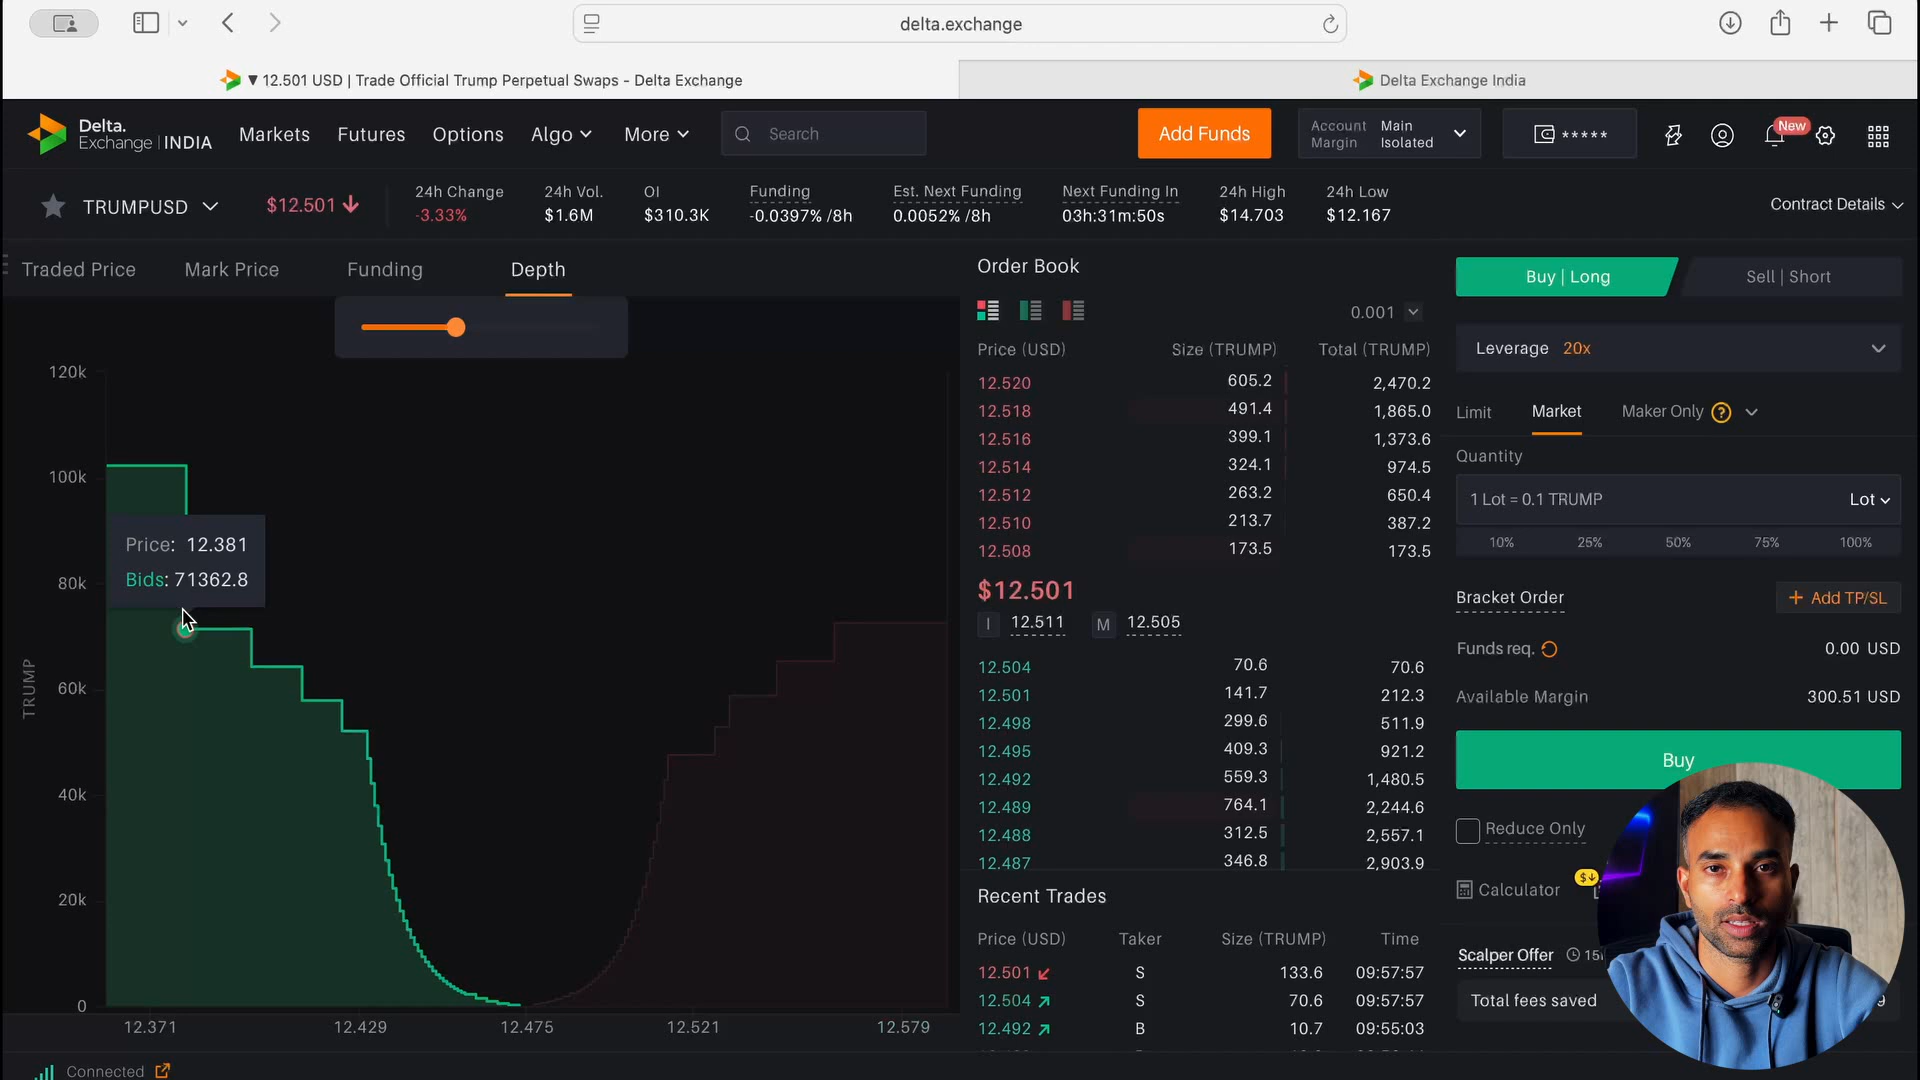 delta.exchange
▼ 12.501 USD | Trade Official Trump Perpetual Swaps - Delta Exchange
Delta Exchange India
Delta.
Exchange | INDIA
Markets
Futures
Options
Algo
More
Search
Add Funds
Account Main
Margin Isolated
*****
New
TRUMPUSD
$12.501
24h Change
-3.33%
24h Vol.
$1.6M
OI
$310.3K
Funding
-0.0397% /8h
Est. Next Funding
0.0052% /8h
Next Funding In
03h:31m:50s
24h High
$14.703
24h Low
$12.167
Contract Details
Traded Price
Mark Price
Funding
Depth
120k
100k
80k
60k
40k
20k
0
TRUMP
Price: 12.381
Bids: 71362.8
12.371
12.429
12.475
12.521
12.579
Connected
Order Book
0.001
Price (USD) Size (TRUMP) Total (TRUMP)
12.520 605.2 2,470.2
12.518 491.4 1,865.0
12.516 399.1 1,373.6
12.514 324.1 974.5
12.512 263.2 650.4
12.510 213.7 387.2
12.508 173.5 173.5
$12.501
I 12.511 M 12.505
12.504 70.6 70.6
12.501 141.7 212.3
12.498 299.6 511.9
12.495 409.3 921.2
12.492 559.3 1,480.5
12.489 764.1 2,244.6
12.488 312.5 2,557.1
12.487 346.8 2,903.9
Recent Trades
Price (USD) Taker Size (TRUMP) Time
12.501 S 133.6 09:57:57
12.504 S 70.6 09:57:57
12.492 B 10.7 09:55:03
Buy | Long
Sell | Short
Leverage 20x
Limit
Market
Maker Only ?
Quantity
1 Lot = 0.1 TRUMP Lot
10% 25% 50% 75% 100%
Bracket Order
+ Add TP/SL
Funds req. 0.00 USD
Available Margin 300.51 USD
Buy
Reduce Only
Calculator
$
Scalper Offer
Total fees saved